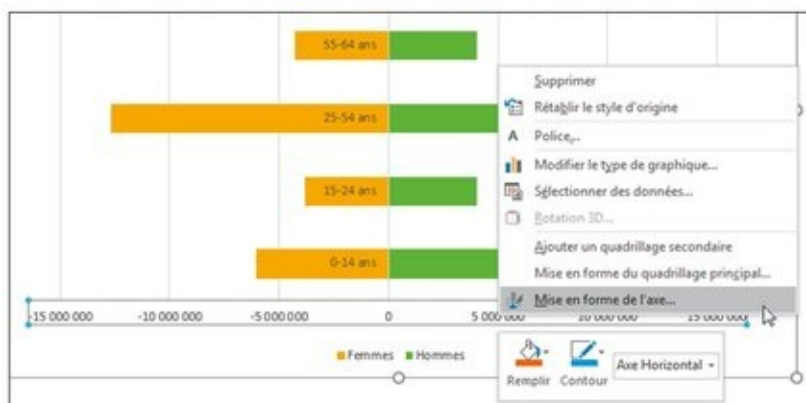 55-64 ans
25-54 ans
15-24 ans
0-14 ans
-15 000 000 -10 000 000 -5 000 000 0 5 000 000 10 000 000 15 000 000
Femmes Hommes
Supprimer
Rétablir le style d'origine
A Police...
Modifier le type de graphique...
Sélectionner des données...
Rotation 3D...
Ajouter un quadrillage secondaire
Mise en forme du quadrillage principal...
Mise en forme de l'axe...
Remplir Contour Axe Horizontal